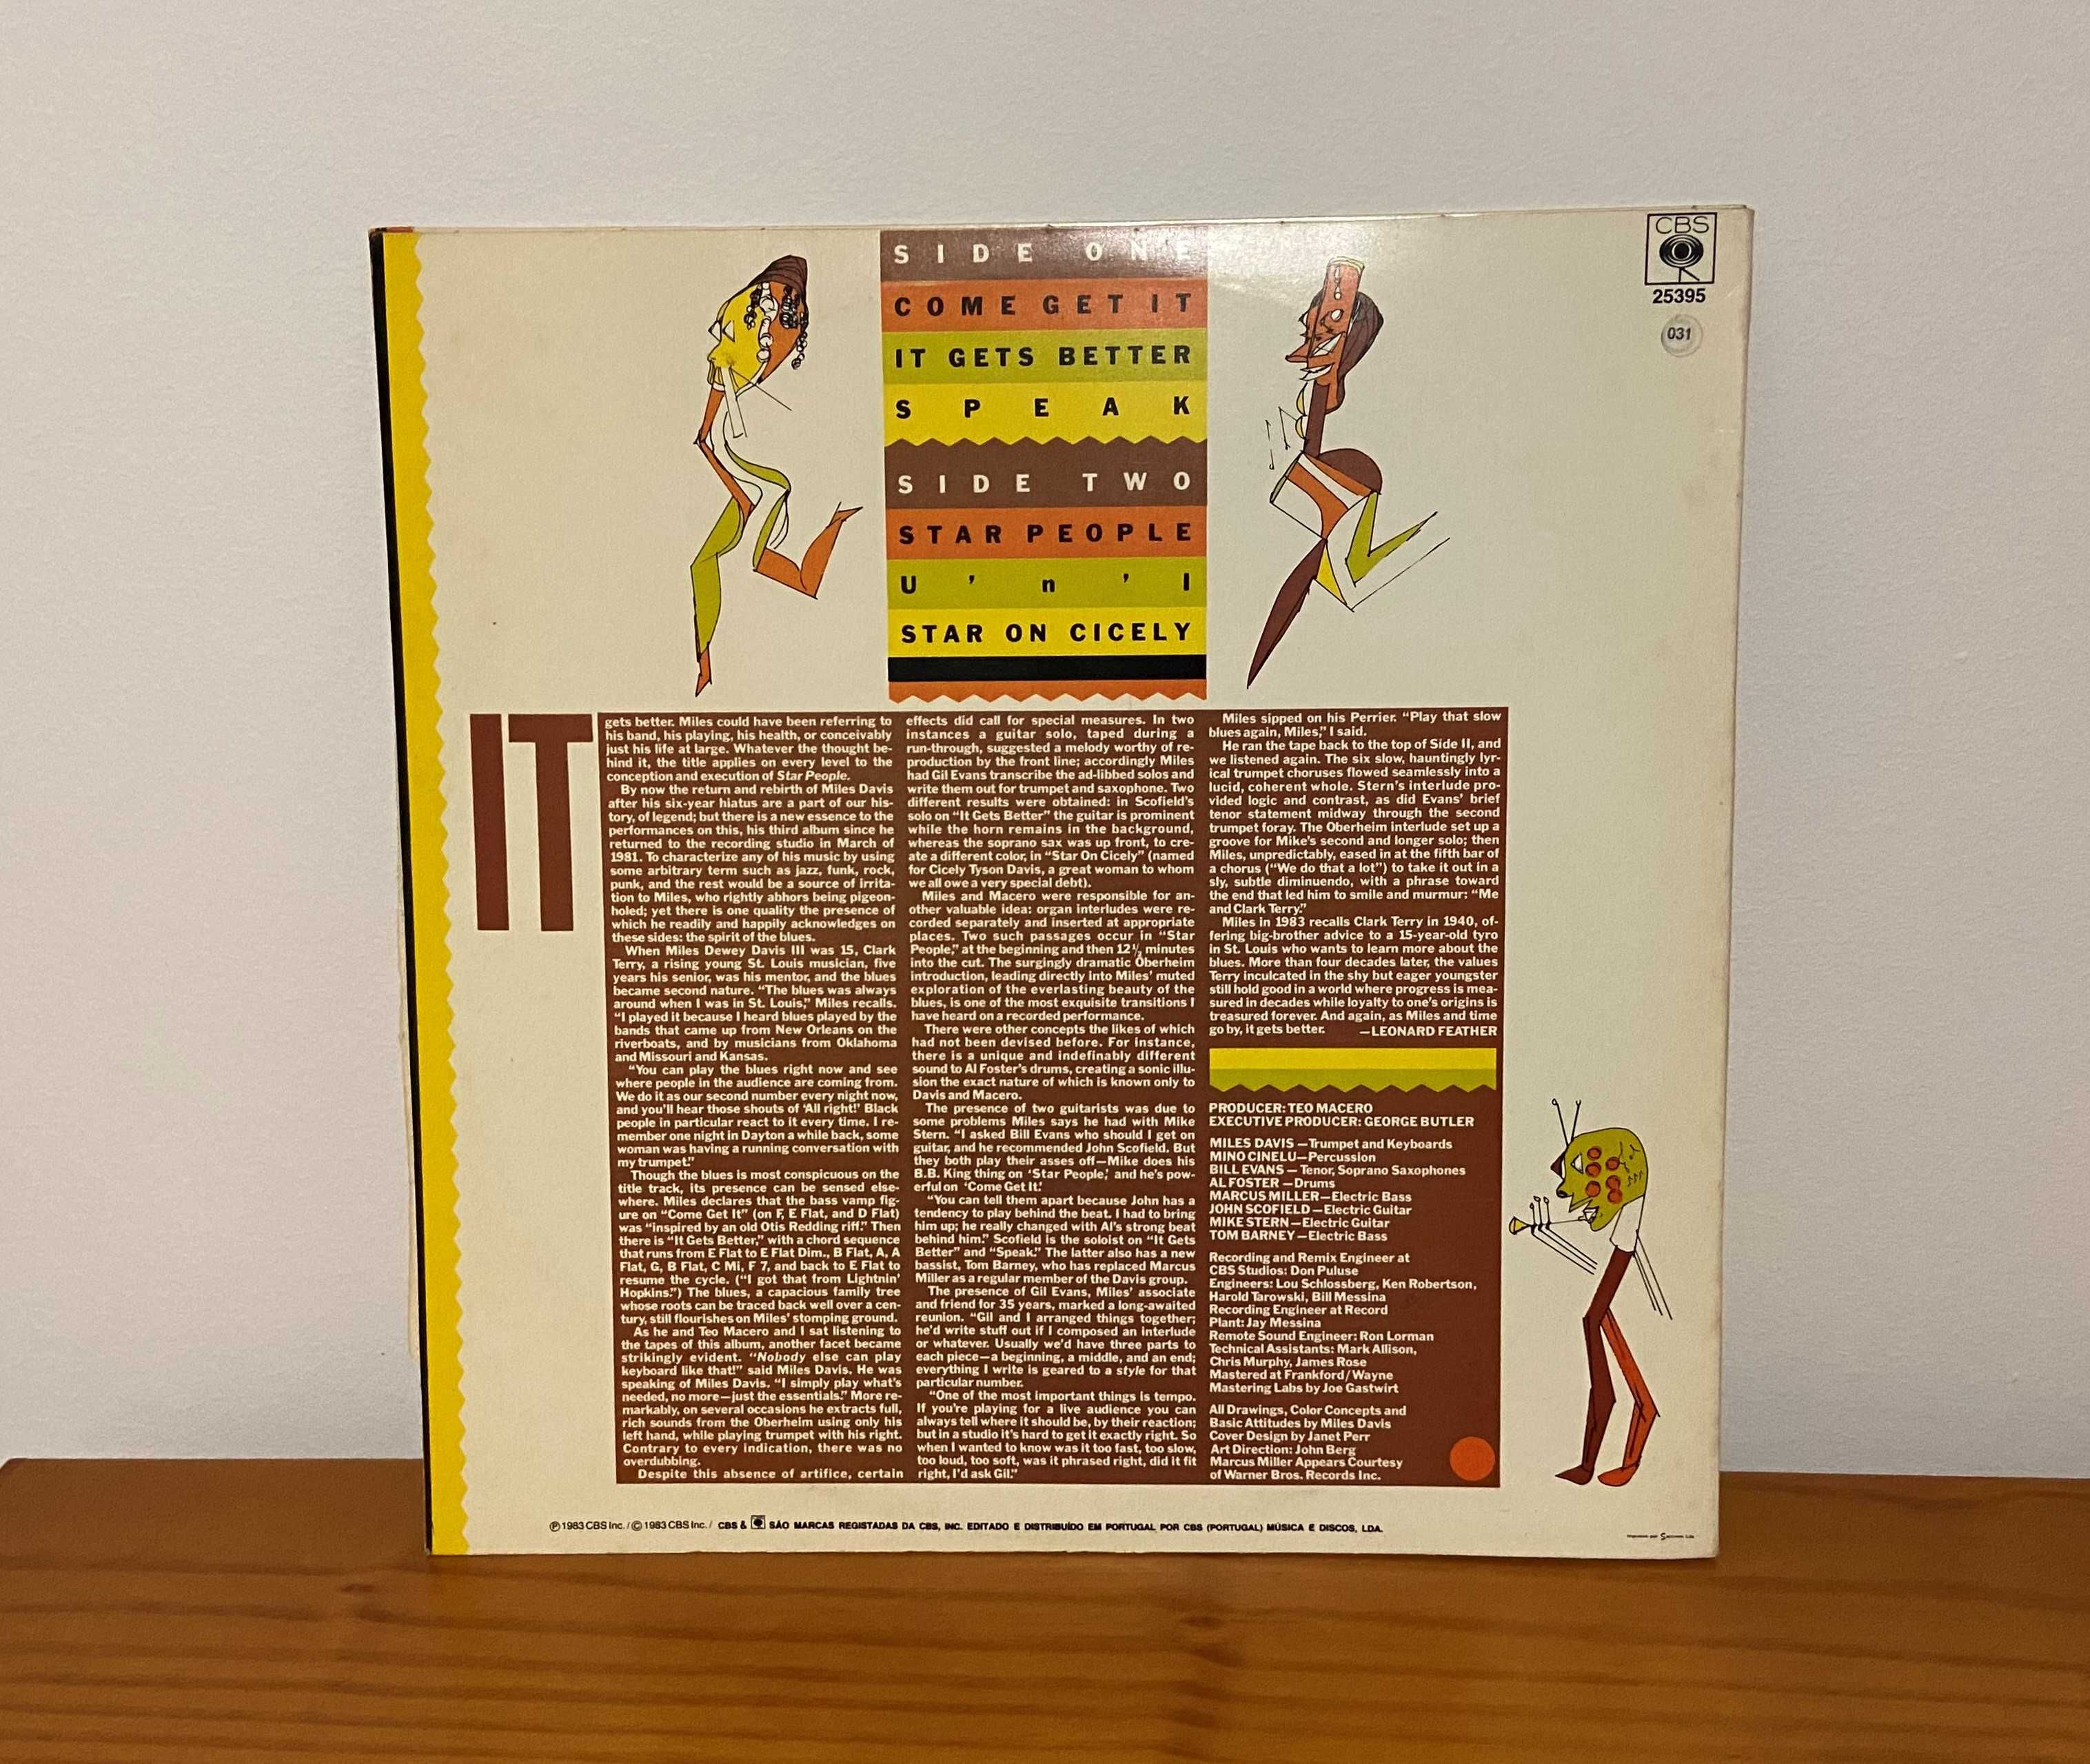 CBS
25395
031
SIDE ONE
COME GET IT
IT GETS BETTER
SPEAK
SIDE TWO
STAR PEOPLE
U'n'I
STAR ON CICELY
IT
gets better. Miles could have been referring to
his band, his playing, his health, or conceivably
just his life at large. Whatever the thought be-
hind it, the title applies on every level to the
conception and execution of Star People.
By now the return and rebirth of Miles Davis
after his six-year hiatus are a part of our his-
tory, of legend; but there is a new essence to the
performances on this, his third album since he
returned to the recording studio in March of
1981. To characterize any of his music by using
some arbitrary term such as jazz, funk, rock,
punk, and the rest would be a source of irrita-
tion to Miles, who rightly abhors being pigeon-
holed; yet there is one quality the presence of
which he readily and happily acknowledges on
these sides: the spirit of the blues.
When Miles Dewey Davis III was 15, Clark
Terry, a rising young St. Louis musician, five
years his senior, was his mentor, and the blues
became second nature. “The blues was always
around when I was in St. Louis,” Miles recalls.
“I played it because I heard blues played by the
bands that came up from New Orleans on the
riverboats, and by musicians from Oklahoma
and Missouri and Kansas.
“You can play the blues right now and see
where people in the audience are coming from.
We do it as our second number every night now,
and you'll hear those shouts of ‘All right!’ Black
people in particular react to it every time. I re-
member one night in Dayton a while back, some
woman was having a running conversation with
my trumpet.”
Though the blues is most conspicuous on the
title track, its presence can be sensed else-
where. Miles declares that the bass vamp fig-
ure on “Come Get It” (on F, E Flat, and D Flat)
was “inspired by an old Otis Redding riff.” Then
there is “It Gets Better,” with a chord sequence
that runs from E Flat to E Flat Dim., B Flat, A, A
Flat, G, B Flat, C Mi, F 7, and back to E Flat to
resume the cycle. (“I got that from Lightnin'
Hopkins.”) The blues, a capacious family tree
whose roots can be traced back well over a cen-
tury, still flourishes on Miles' stomping ground.
As he and Teo Macero and I sat listening to
the tapes of this album, another facet became
strikingly evident. “Nobody else can play
keyboard like that!” said Miles Davis. He was
speaking of Miles Davis. “I simply play what's
needed, no more—just the essentials.” More re-
markably, on several occasions he extracts full,
rich sounds from the Oberheim using only his
left hand, while playing trumpet with his right.
Contrary to every indication, there was no
overdubbing.
Despite this absence of artifice, certain
effects did call for special measures. In two
instances a guitar solo, taped during a
run-through, suggested a melody worthy of re-
production by the front line; accordingly Miles
had Gil Evans transcribe the ad-libbed solos and
write them out for trumpet and saxophone. Two
different results were obtained: in Scofield's
solo on “It Gets Better” the guitar is prominent
while the horn remains in the background,
whereas the soprano sax was up front, to cre-
ate a different color, in “Star On Cicely” (named
for Cicely Tyson Davis, a great woman to whom
we all owe a very special debt).
Miles and Macero were responsible for an-
other valuable idea: organ interludes were re-
corded separately and inserted at appropriate
places. Two such passages occur in “Star
People,” at the beginning and then 12½ minutes
into the cut. The surgingly dramatic Oberheim
introduction, leading directly into Miles' muted
exploration of the everlasting beauty of the
blues, is one of the most exquisite transitions I
have heard on a recorded performance.
There were other concepts the likes of which
had not been devised before. For instance,
there is a unique and indefinably different
sound to Al Foster's drums, creating a sonic illu-
sion the exact nature of which is known only to
Davis and Macero.
The presence of two guitarists was due to
some problems Miles says he had with Mike
Stern. “I asked Bill Evans who should I get on
guitar, and he recommended John Scofield. But
they both play their asses off—Mike does his
B.B. King thing on ‘Star People,’ and he's pow-
erful on ‘Come Get It.’
“You can tell them apart because John has a
tendency to play behind the beat. I had to bring
him up; he really changed with Al's strong beat
behind him.” Scofield is the soloist on “It Gets
Better” and “Speak.” The latter also has a new
bassist, Tom Barney, who has replaced Marcus
Miller as a regular member of the Davis group.
The presence of Gil Evans, Miles' associate
and friend for 35 years, marked a long-awaited
reunion. “Gil and I arranged things together;
he'd write stuff out if I composed an interlude
or whatever. Usually we'd have three parts to
each piece—a beginning, a middle, and an end;
everything I write is geared to a style for that
particular number.
“One of the most important things is tempo.
If you're playing for a live audience you can
always tell where it should be, by their reaction;
but in a studio it's hard to get it exactly right. So
when I wanted to know was it too fast, too slow,
too loud, too soft, was it phrased right, did it fit
right, I'd ask Gil.”
Miles sipped on his Perrier. “Play that slow
blues again, Miles,” I said.
He ran the tape back to the top of Side II, and
we listened again. The six slow, hauntingly lyr-
ical trumpet choruses flowed seamlessly into a
lucid, coherent whole. Stern's interlude pro-
vided logic and contrast, as did Evans' brief
tenor statement midway through the second
trumpet foray. The Oberheim interlude set up a
groove for Mike's second and longer solo; then
Miles, unpredictably, eased in at the fifth bar of
a chorus (“We do that a lot”) to take it out in a
sly, subtle diminuendo, with a phrase toward
the end that led him to smile and murmur: “Me
and Clark Terry.”
Miles in 1983 recalls Clark Terry in 1940, of-
fering big-brother advice to a 15-year-old tyro
in St. Louis who wants to learn more about the
blues. More than four decades later, the values
Terry inculcated in the shy but eager youngster
still hold good in a world where progress is mea-
sured in decades while loyalty to one's origins is
treasured forever. And again, as Miles and time
go by, it gets better. —LEONARD FEATHER
PRODUCER: TEO MACERO
EXECUTIVE PRODUCER: GEORGE BUTLER
MILES DAVIS—Trumpet and Keyboards
MINO CINELU—Percussion
BILL EVANS—Tenor, Soprano Saxophones
AL FOSTER—Drums
MARCUS MILLER—Electric Bass
JOHN SCOFIELD—Electric Guitar
MIKE STERN—Electric Guitar
TOM BARNEY—Electric Bass
Recording and Remix Engineer at
CBS Studios: Don Puluse
Engineers: Lou Schlossberg, Ken Robertson,
Harold Tarowski, Bill Messina
Recording Engineer at Record
Plant: Jay Messina
Remote Sound Engineer: Ron Lorman
Technical Assistants: Mark Allison,
Chris Murphy, James Rose
Mastered at Frankford/Wayne
Mastering Labs by Joe Gastwirt
All Drawings, Color Concepts and
Basic Attitudes by Miles Davis
Cover Design by Janet Perr
Art Direction: John Berg
Marcus Miller Appears Courtesy
of Warner Bros. Records Inc.
℗ 1983 CBS Inc. / © 1983 CBS Inc. / CBS & SÃO MARCAS REGISTADAS DA CBS, INC. EDITADO E DISTRIBUÍDO EM PORTUGAL POR CBS (PORTUGAL) MÚSICA E DISCOS, LDA.